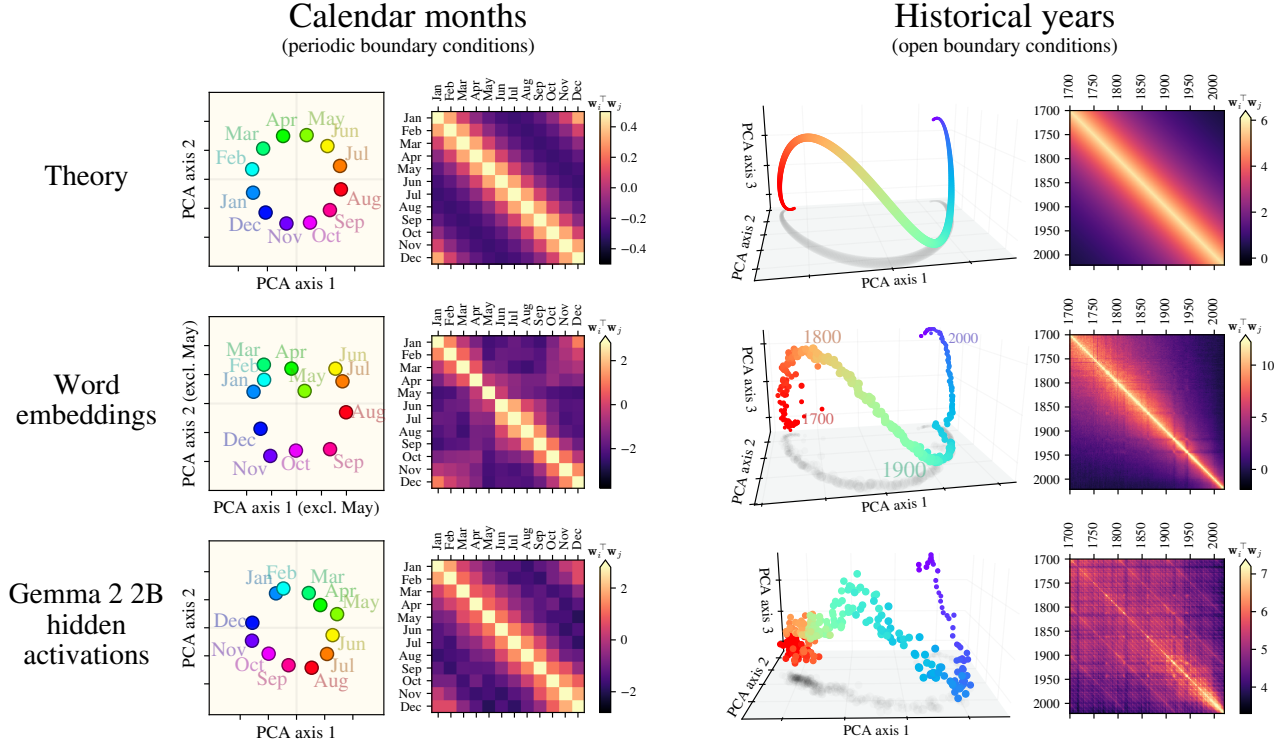 Calendar months
(periodic boundary conditions)
Historical years
(open boundary conditions)
Theory
PCA axis 2
May
Apr
Jun
Mar
Jul
Feb
Jan
Aug
Dec
Sep
Nov
Oct
PCA axis 1
Jan Feb Mar Apr May Jun Jul Aug Sep Oct Nov Dec
Jan
Feb
Mar
Apr
May
Jun
Jul
Aug
Sep
Oct
Nov
Dec
w_i^⊤w_j
0.4
0.2
0.0
−0.2
−0.4
PCA axis 3
PCA axis 2
PCA axis 1
1700 1750 1800 1850 1900 1950 2000
1700
1750
1800
1850
1900
1950
2000
w_i^⊤w_j
6
4
2
0
Word
embeddings
PCA axis 2 (excl. May)
Mar
Apr
Jun
Feb
Jul
Jan
May
Aug
Dec
Nov
Oct
Sep
PCA axis 1 (excl. May)
Jan Feb Mar Apr May Jun Jul Aug Sep Oct Nov Dec
Jan
Feb
Mar
Apr
May
Jun
Jul
Aug
Sep
Oct
Nov
Dec
w_i^⊤w_j
2
0
−2
PCA axis 3
PCA axis 2
1800
2000
1700
1900
PCA axis 1
1700 1750 1800 1850 1900 1950 2000
1700
1750
1800
1850
1900
1950
2000
w_i^⊤w_j
10
5
0
Gemma 2 2B
hidden
activations
PCA axis 2
Feb
Jan
Mar
Apr
May
Dec
Nov
Jun
Oct
Jul
Sep
Aug
PCA axis 1
Jan Feb Mar Apr May Jun Jul Aug Sep Oct Nov Dec
Jan
Feb
Mar
Apr
May
Jun
Jul
Aug
Sep
Oct
Nov
Dec
w_i^⊤w_j
2
0
−2
PCA axis 3
PCA axis 2
PCA axis 1
1700 1750 1800 1850 1900 1950 2000
1700
1750
1800
1850
1900
1950
2000
w_i^⊤w_j
7
6
5
4